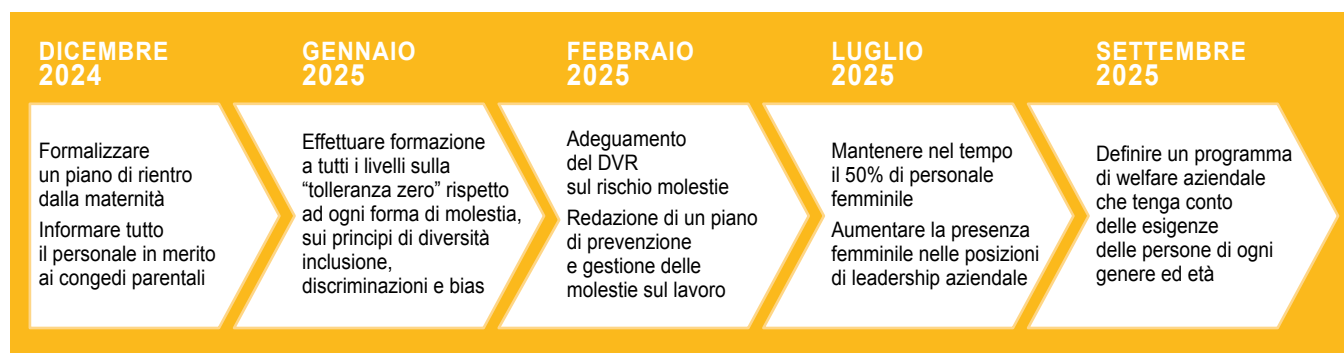 DICEMBRE
2024
Formalizzare
un piano di rientro
dalla maternità
Informare tutto
il personale in merito
ai congedi parentali
GENNAIO
2025
Effettuare formazione
a tutti i livelli sulla
“tolleranza zero” rispetto
ad ogni forma di molestia,
sui principi di diversità
inclusione,
discriminazioni e bias
FEBBRAIO
2025
Adeguamento
del DVR
sul rischio molestie
Redazione di un piano
di prevenzione
e gestione delle
molestie sul lavoro
LUGLIO
2025
Mantenere nel tempo
il 50% di personale
femminile
Aumentare la presenza
femminile nelle posizioni
di leadership aziendale
SETTEMBRE
2025
Definire un programma
di welfare aziendale
che tenga conto
delle esigenze
delle persone di ogni
genere ed età